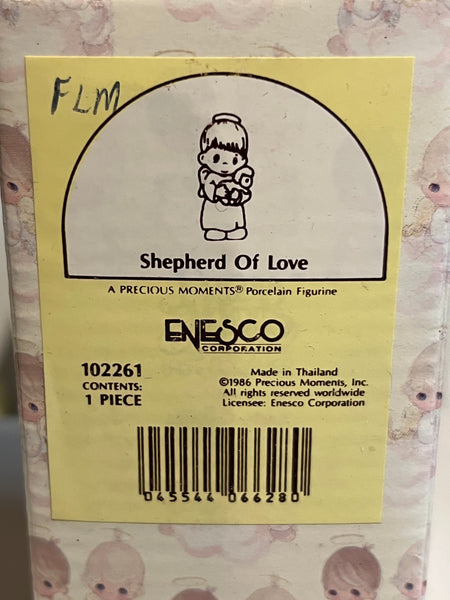 FLM
Shepherd Of Love
A PRECIOUS MOMENTS® Porcelain Figurine
ENESCO
CORPORATION
102261
CONTENTS:
1 PIECE
Made in Thailand
©1986 Precious Moments, Inc.
All rights reserved worldwide
Licensee: Enesco Corporation
045544 066280